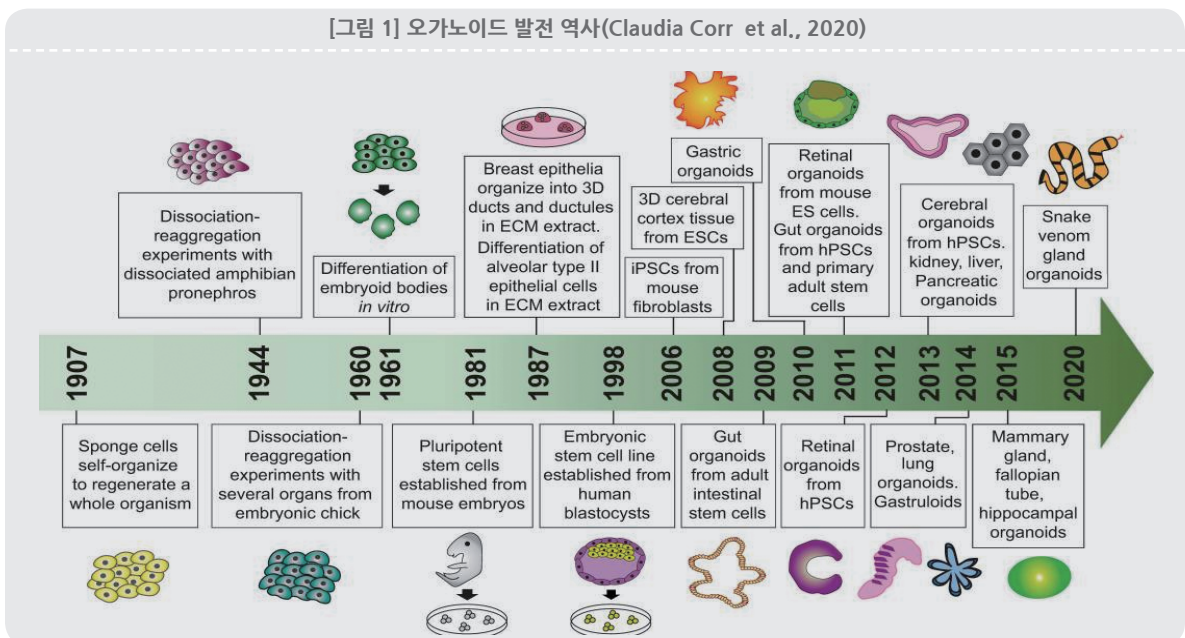 [그림 1] 오가노이드 발전 역사(Claudia Corr et al., 2020)
Dissociation-
reaggregation
experiments with
dissociated amphibian
pronephros
Differentiation of
embryoid bodies
in vitro
Breast epithelia
organize into 3D
ducts and ductules
in ECM extract.
Differentiation of
alveolar type II
epithelial cells
in ECM extract
Gastric
organoids
3D cerebral
cortex tissue
from ESCs
iPSCs from
mouse
fibroblasts
Retinal
organoids
from mouse
ES cells.
Gut organoids
from hPSCs
and primary
adult stem
cells
Cerebral
organoids
from hPSCs.
kidney, liver,
Pancreatic
organoids
Snake
venom
gland
organoids
1907
1944
1960
1961
1981
1987
1998
2006
2008
2009
2010
2011
2012
2013
2014
2015
2020
Sponge cells
self-organize
to regenerate a
whole organism
Dissociation-
reaggregation
experiments with
several organs from
embryonic chick
Pluripotent
stem cells
established from
mouse embryos
Embryonic
stem cell line
established from
human
blastocysts
Gut
organoids
from adult
intestinal
stem cells
Retinal
organoids
from
hPSCs
Prostate,
lung
organoids.
Gastruloids
Mammary
gland,
fallopian
tube,
hippocampal
organoids